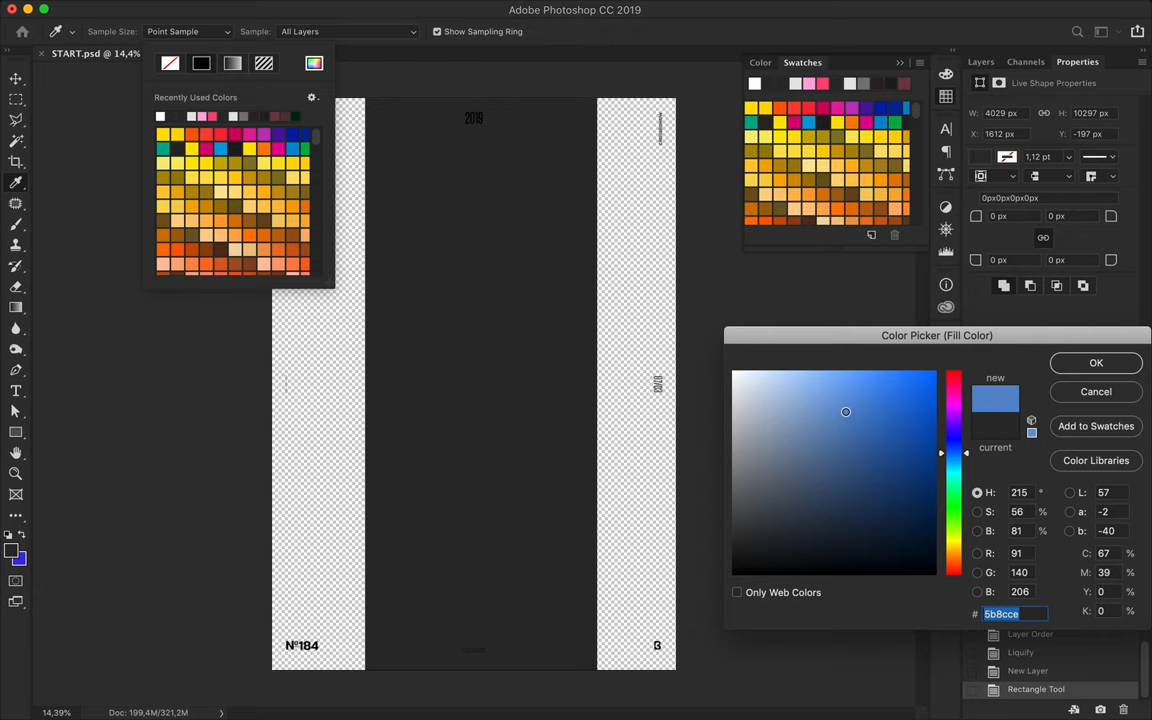 Adobe Photoshop CC 2019
Sample Size:
Point Sample
Sample:
All Layers
Show Sampling Ring
START.psd @ 14,4%
Recently Used Colors
2019
07/03
Nº184
Color
Swatches
Layers
Channels
Properties
Live Shape Properties
W: 4029 px
H: 10297 px
X: 1612 px
Y: -197 px
1,12 pt
0px0px0px0px
0 px
0 px
0 px
0 px
Color Picker (Fill Color)
new
current
OK
Cancel
Add to Swatches
Color Libraries
H: 215 °
S: 56 %
B: 81 %
R: 91
G: 140
B: 206
L: 57
a: -2
b: -40
C: 67 %
M: 39 %
Y: 0 %
K: 0 %
# 5b8cce
Only Web Colors
Layer Order
Liquify
New Layer
Rectangle Tool
14,39%
Doc: 199,4M/321,2M